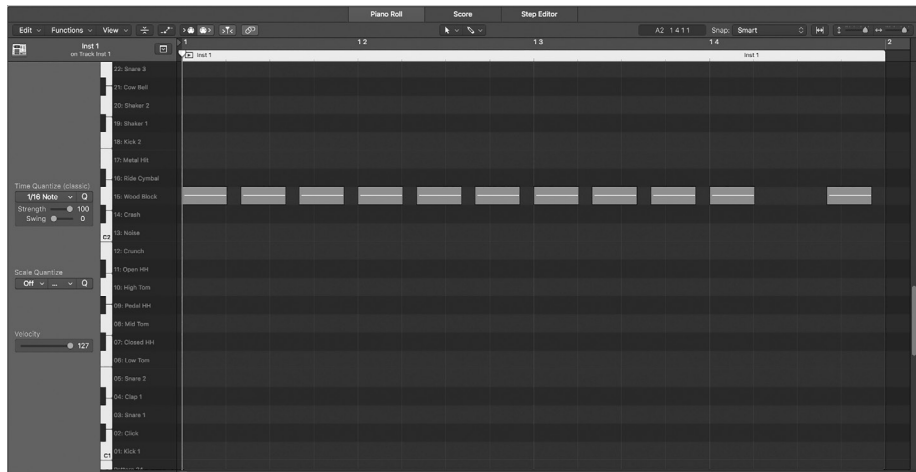 Piano Roll Score Step Editor
Edit Functions View A2 1 4 1 1 Snap: Smart
Inst 1
on Track Inst 1
1 1 2 1 3 1 4 2
Inst 1 Inst 1
22: Snare 3
21: Cow Bell
20: Shaker 2
19: Shaker 1
18: Kick 2
17: Metal Hit
16: Ride Cymbal
Time Quantize (classic)
1/16 Note Q
15: Wood Block
Strength 100
14: Crash
Swing 0
C2 13: Noise
12: Crunch
Scale Quantize
11: Open HH
Off ... Q
10: High Tom
09: Pedal HH
08: Mid Tom
Velocity
127
07: Closed HH
06: Low Tom
05: Snare 2
04: Clap 1
03: Snare 1
02: Click
C1 01: Kick 1